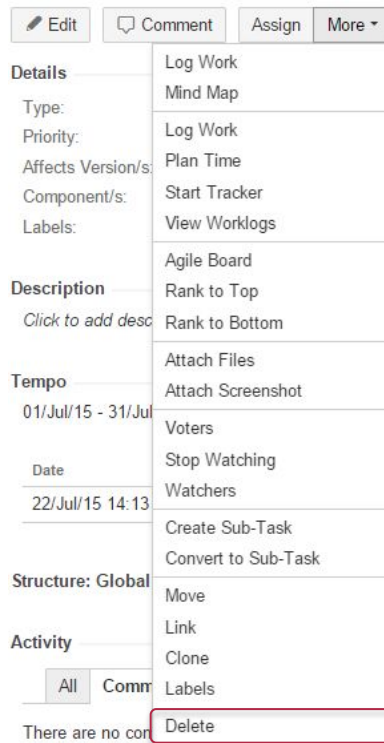 Edit Comment Assign More
Details
Type:
Priority:
Affects Version/s:
Component/s:
Labels:
Description
Click to add desc
Tempo
01/Jul/15 - 31/Jul
Date
22/Jul/15 14:13
Structure: Global
Activity
All Comm
There are no con
Log Work
Mind Map
Log Work
Plan Time
Start Tracker
View Worklogs
Agile Board
Rank to Top
Rank to Bottom
Attach Files
Attach Screenshot
Voters
Stop Watching
Watchers
Create Sub-Task
Convert to Sub-Task
Move
Link
Clone
Labels
Delete